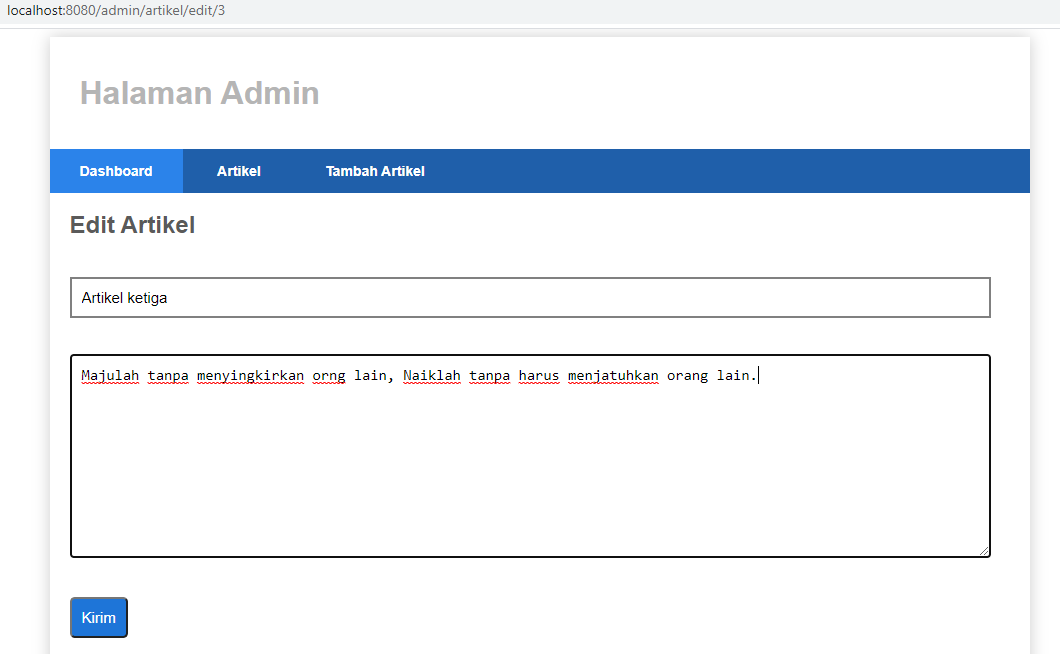 localhost:8080/admin/artikel/edit/3
Halaman Admin
Dashboard Artikel Tambah Artikel
Edit Artikel
Artikel ketiga
Majulah tanpa menyingkirkan orng lain, Naiklah tanpa harus menjatuhkan orang lain.
Kirim